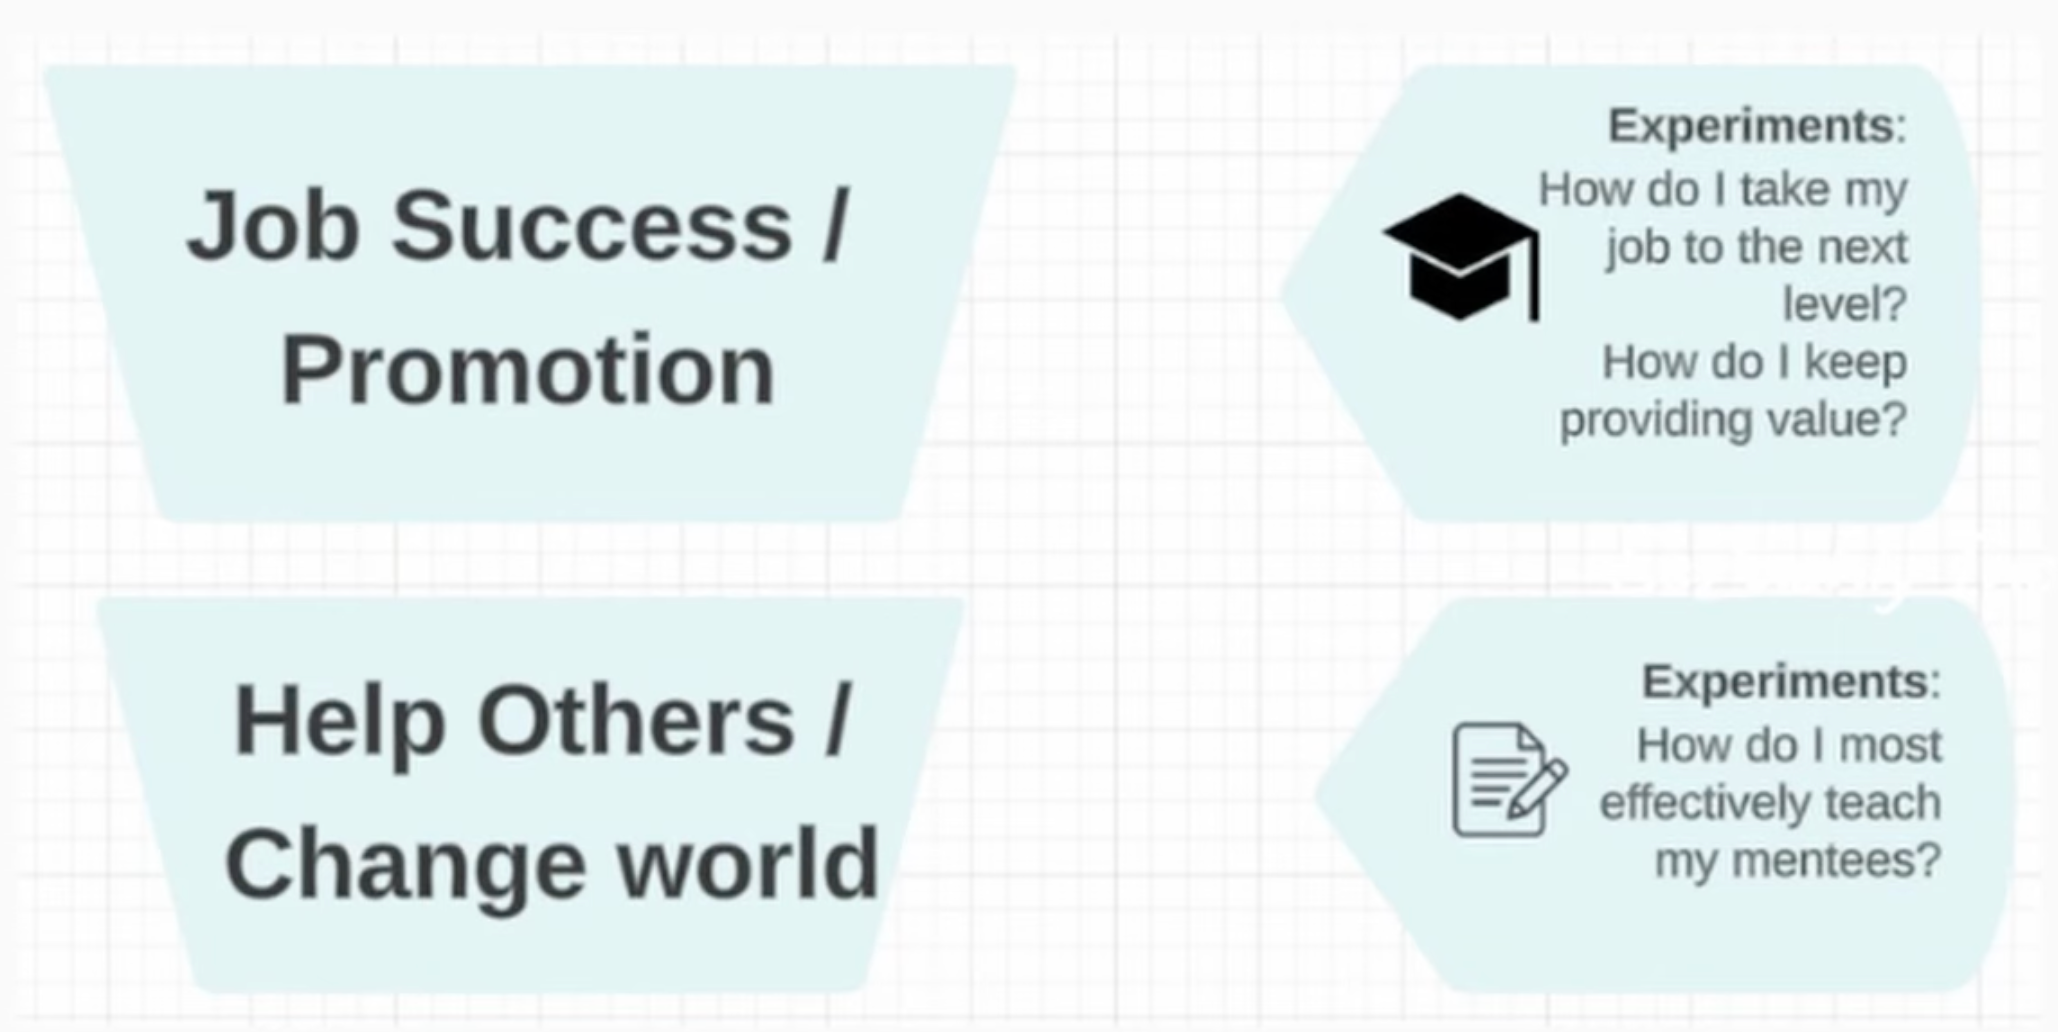 Job Success /
Promotion
Experiments:
How do I take my
job to the next
level?
How do I keep
providing value?
Help Others /
Change world
Experiments:
How do I most
effectively teach
my mentees?